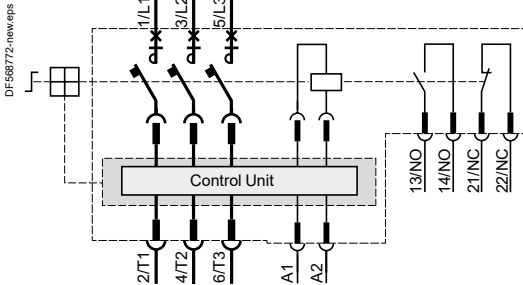 DF568772-new.eps
1/L1
3/L2
5/L3
Control Unit
13/NO
14/NO
21/NC
22/NC
2/T1
4/T2
6/T3
A1
A2